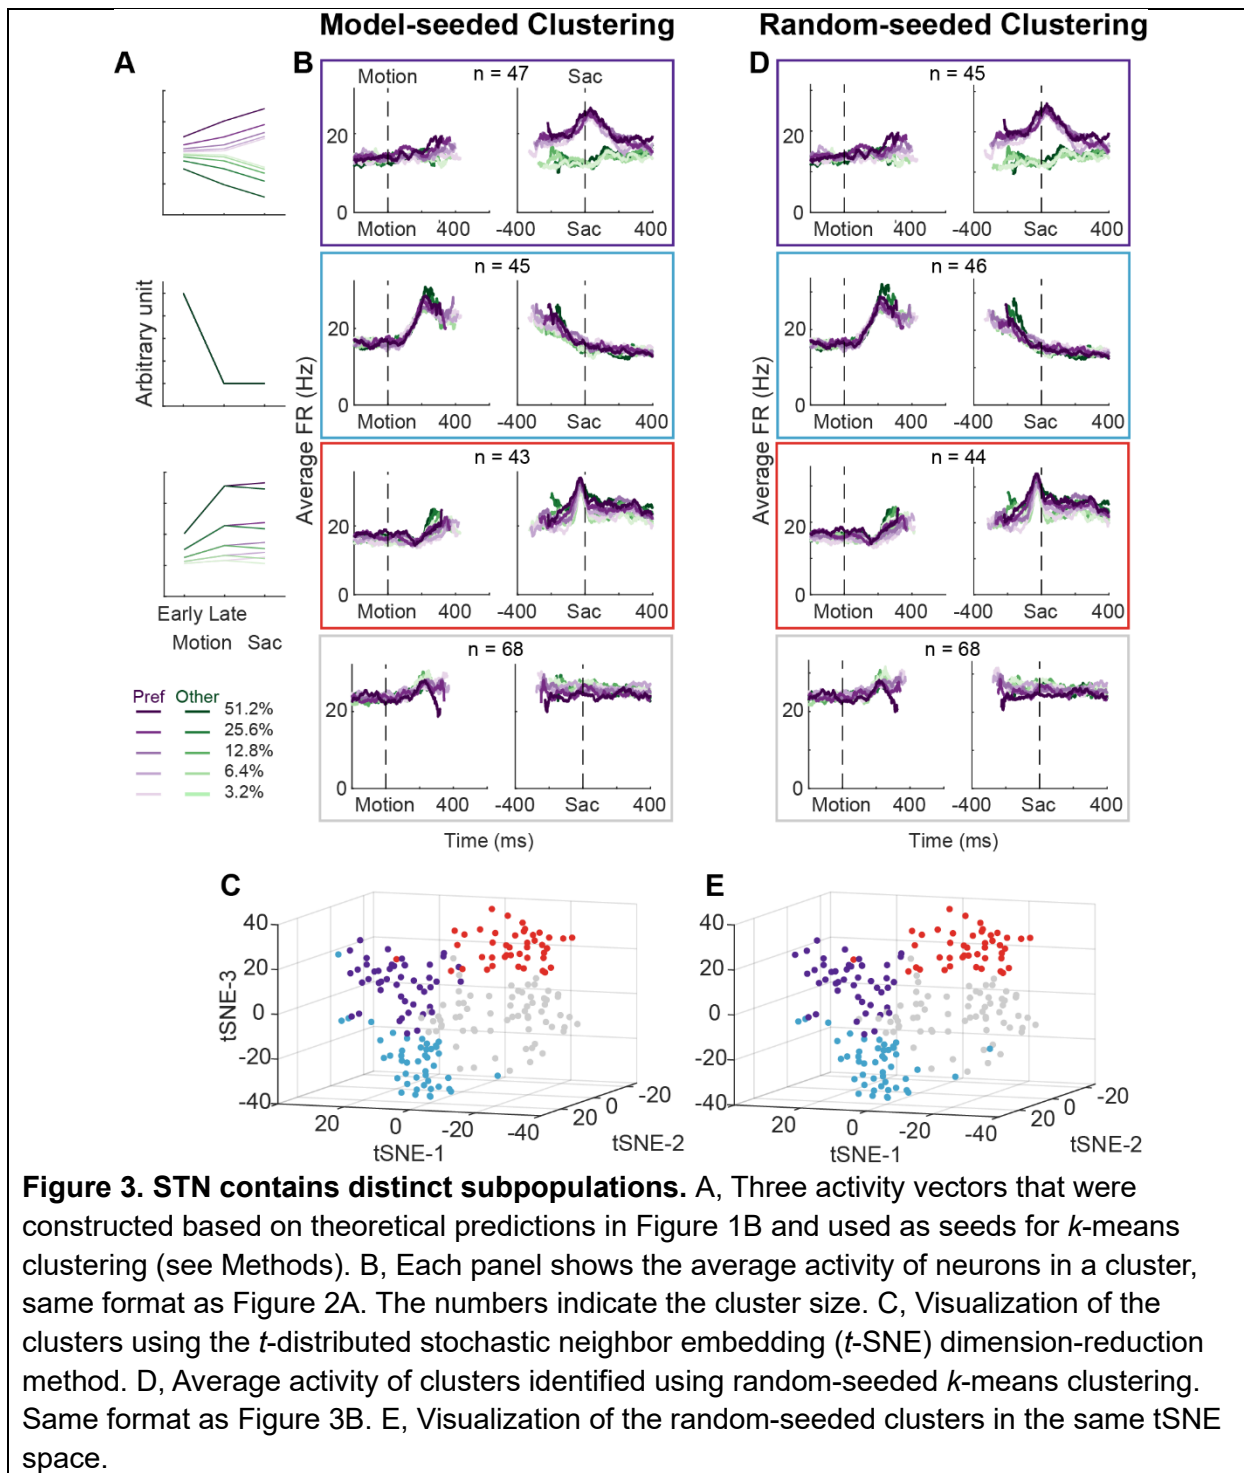 Model-seeded Clustering
Random-seeded Clustering
A
Arbitrary unit
Early Late
Motion Sac
Pref Other
51.2%
25.6%
12.8%
6.4%
3.2%
B
Average FR (Hz)
Motion n = 47 Sac
20
0
Motion 400 -400 Sac 400
n = 45
20
0
Motion 400 -400 Sac 400
n = 43
20
0
Motion 400 -400 Sac 400
n = 68
20
0
Motion 400 -400 Sac 400
Time (ms)
D
Average FR (Hz)
n = 45
20
0
Motion 400 -400 Sac 400
n = 46
20
0
Motion 400 -400 Sac 400
n = 44
20
0
Motion 400 -400 Sac 400
n = 68
20
0
Motion 400 -400 Sac 400
Time (ms)
C
tSNE-3
40
20
0
-20
-40
20 0 -20 -40
tSNE-1
20 0 -20
tSNE-2
E
40
20
0
-20
-40
20 0 -20 -40
tSNE-1
20 0 -20
tSNE-2
Figure 3. STN contains distinct subpopulations. A, Three activity vectors that were
constructed based on theoretical predictions in Figure 1B and used as seeds for k-means
clustering (see Methods). B, Each panel shows the average activity of neurons in a cluster,
same format as Figure 2A. The numbers indicate the cluster size. C, Visualization of the
clusters using the t-distributed stochastic neighbor embedding (t-SNE) dimension-reduction
method. D, Average activity of clusters identified using random-seeded k-means clustering.
Same format as Figure 3B. E, Visualization of the random-seeded clusters in the same tSNE
space.